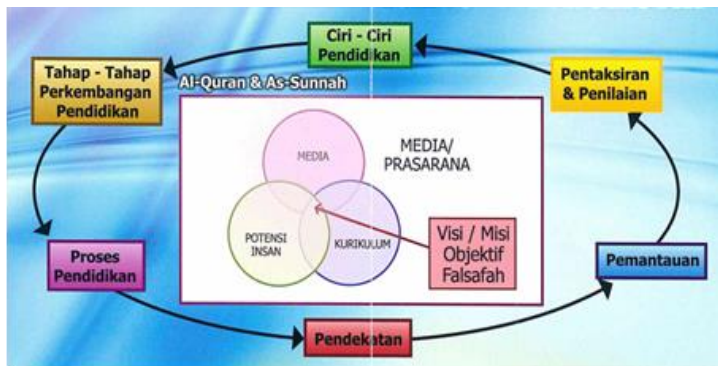 Ciri - Ciri
Pendidikan
Tahap - Tahap
Perkembangan
Pendidikan
Al-Quran & As-Sunnah
Pentaksiran
& Penilaian
MEDIA
MEDIA/
PRASARANA
POTENSI
INSAN
KURIKULUM
Visi / Misi
Objektif
Falsafah
Proses
Pendidikan
Pemantauan
Pendekatan